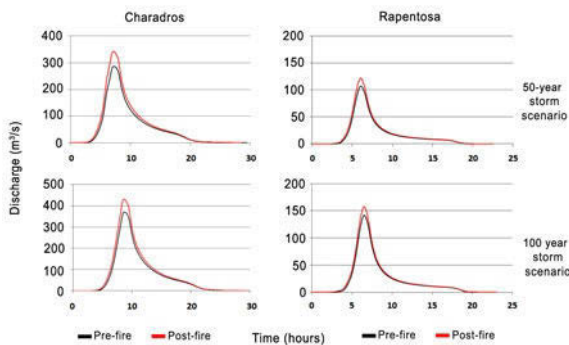 Charadros
Rapentosa
Discharge (m³/s)
400
300
200
100
0
0 10 20 30
200
150
100
50
0
0 5 10 15 20 25
50-year
storm
scenario
500
400
300
200
100
0
0 10 20 30
200
150
100
50
0
0 5 10 15 20 25
100 year
storm
scenario
Pre-fire Post-fire Time (hours) Pre-fire Post-fire